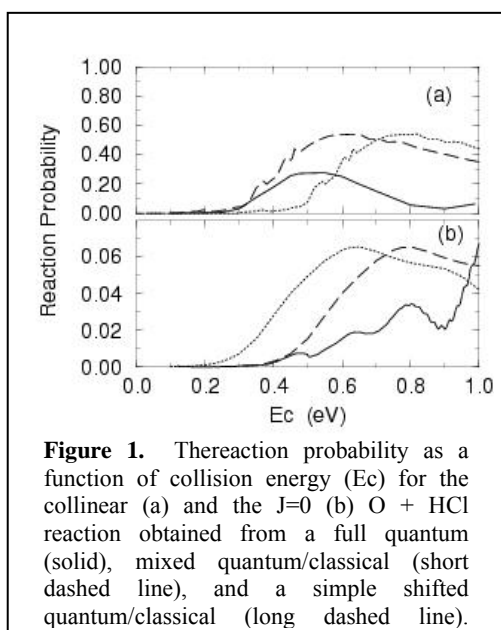 1.00
0.80
(a)
0.60
0.40
0.20
0.00
Reaction Probability
(b)
0.06
0.04
0.02
0.00
0.0 0.2 0.4 0.6 0.8 1.0
Ec (eV)
Figure 1. Thereaction probability as a
function of collision energy (Ec) for the
collinear (a) and the J=0 (b) O + HCl
reaction obtained from a full quantum
(solid), mixed quantum/classical (short
dashed line), and a simple shifted
quantum/classical (long dashed line).